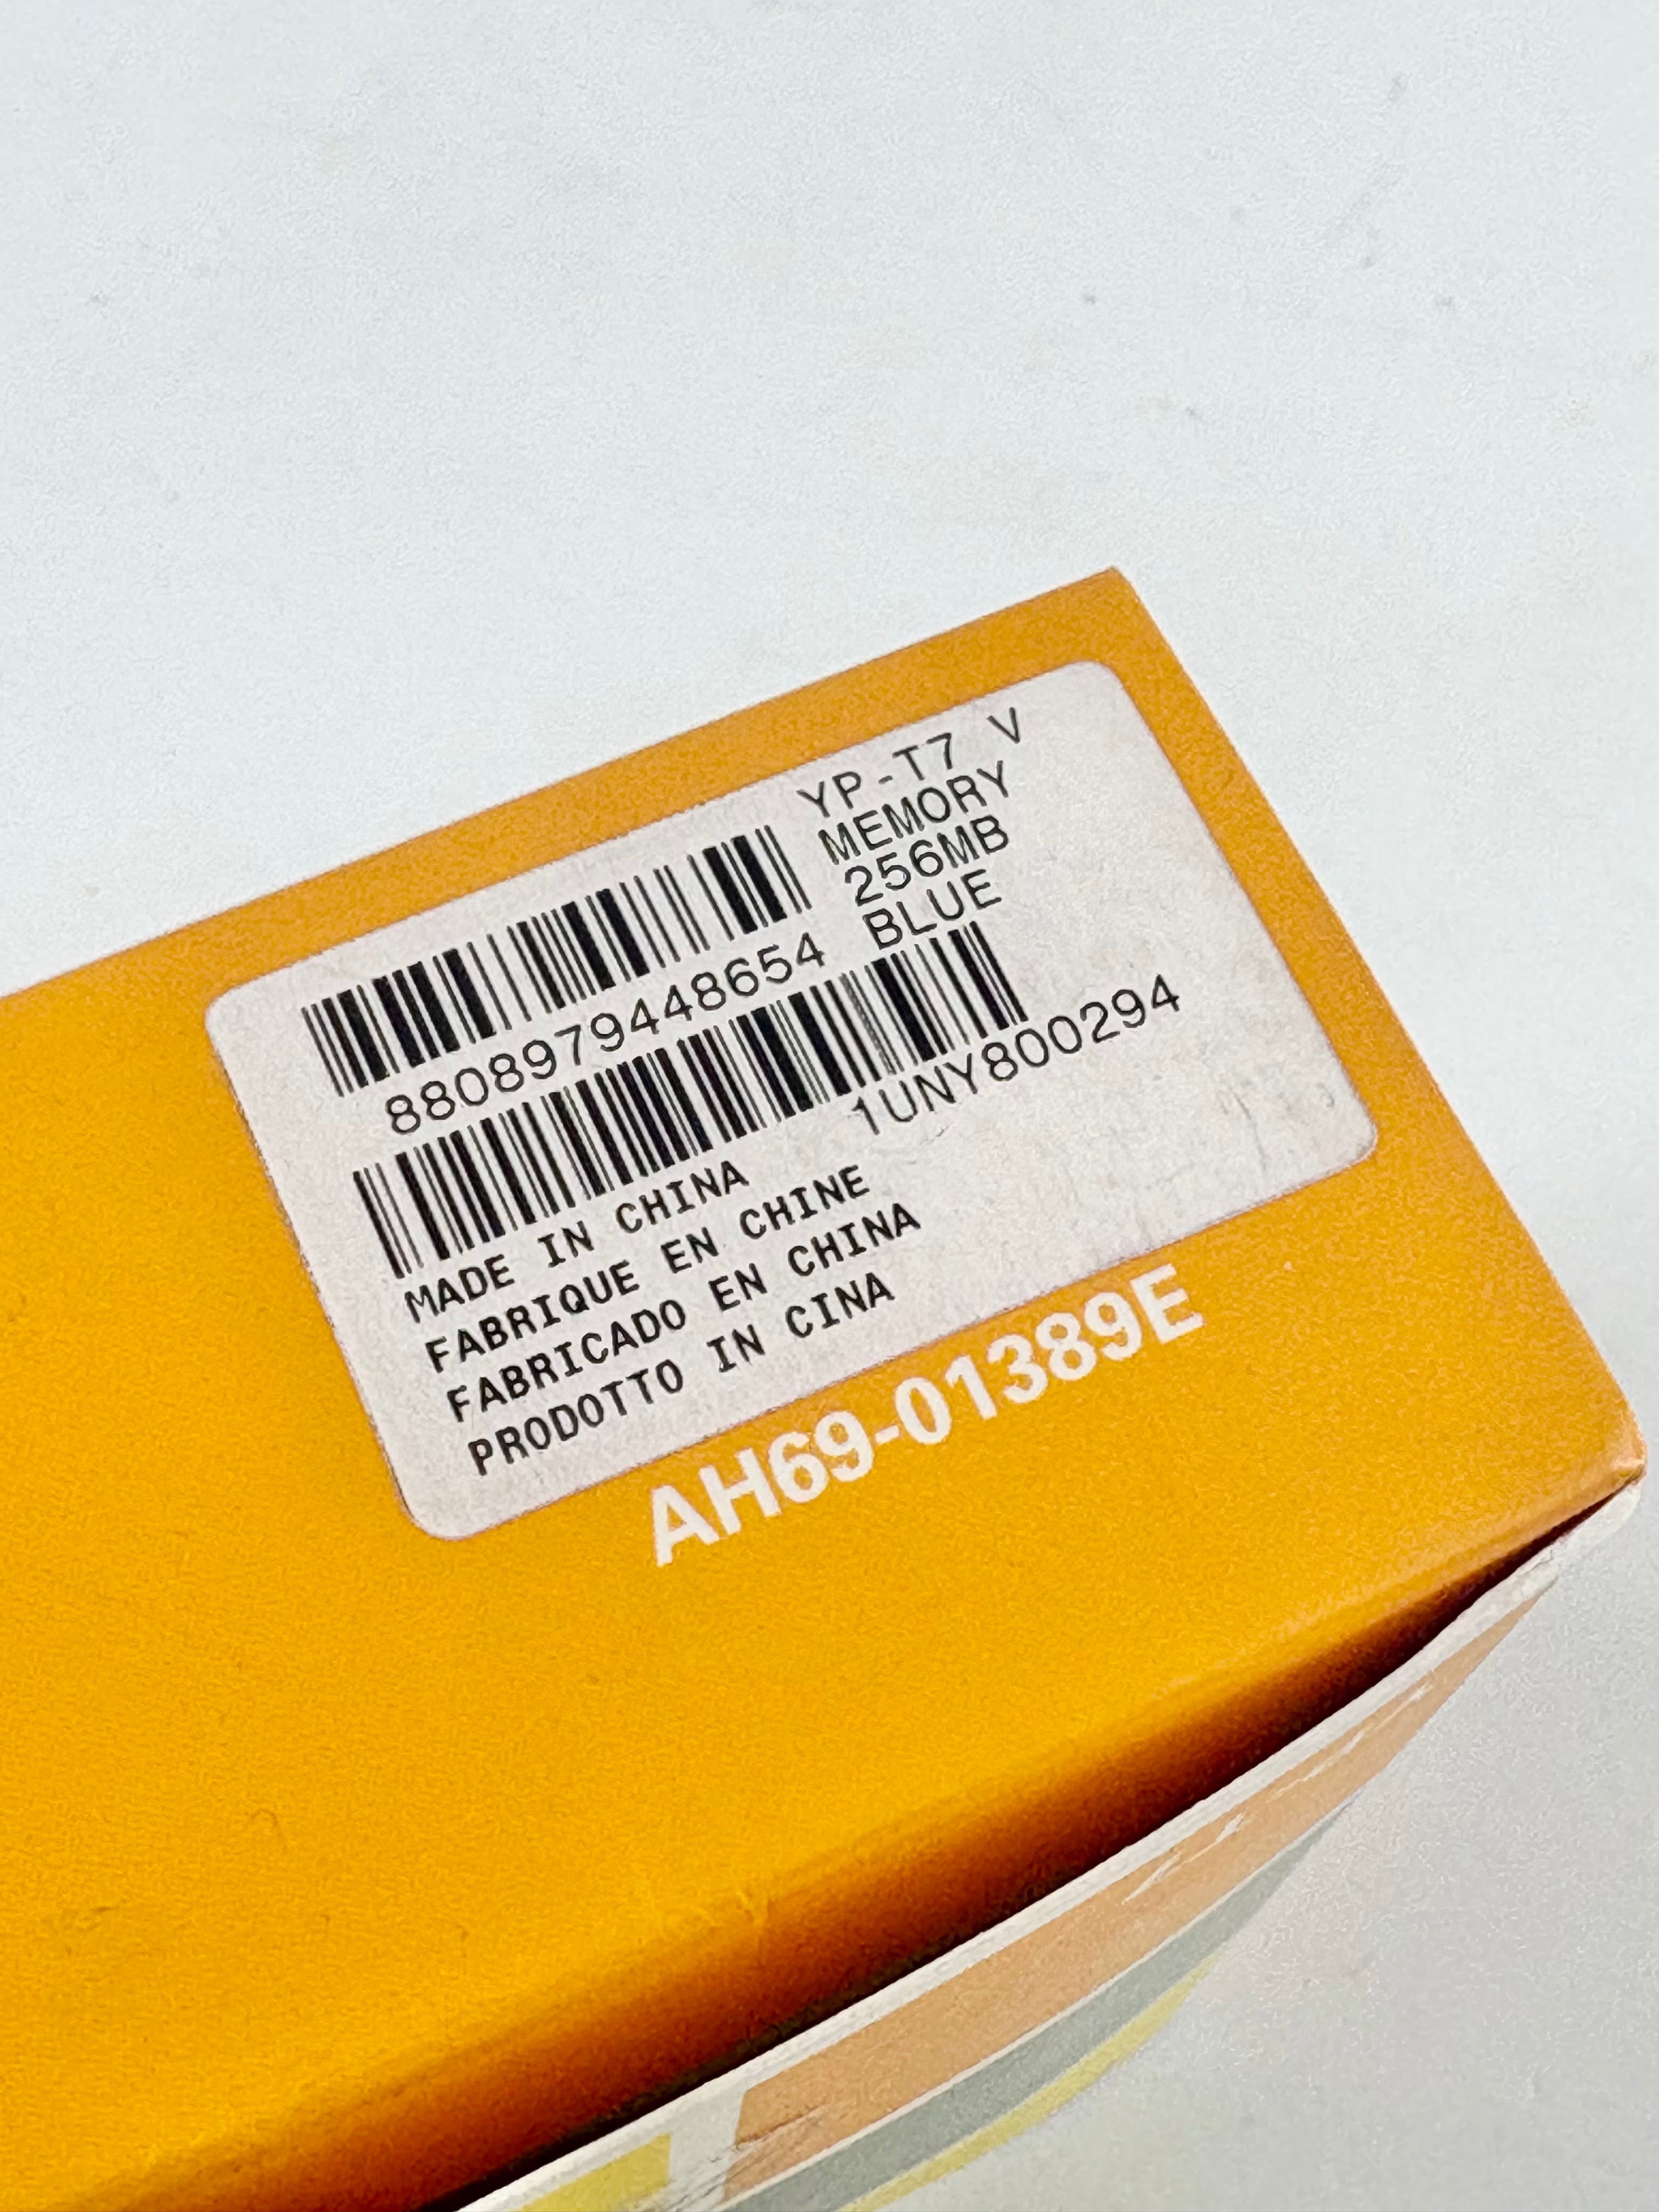 YP-T7 V
MEMORY
256MB
BLUE
8808979448654
1UNY800294
MADE IN CHINA
FABRIQUE EN CHINE
FABRICADO EN CHINA
PRODOTTO IN CINA
AH69-01389E